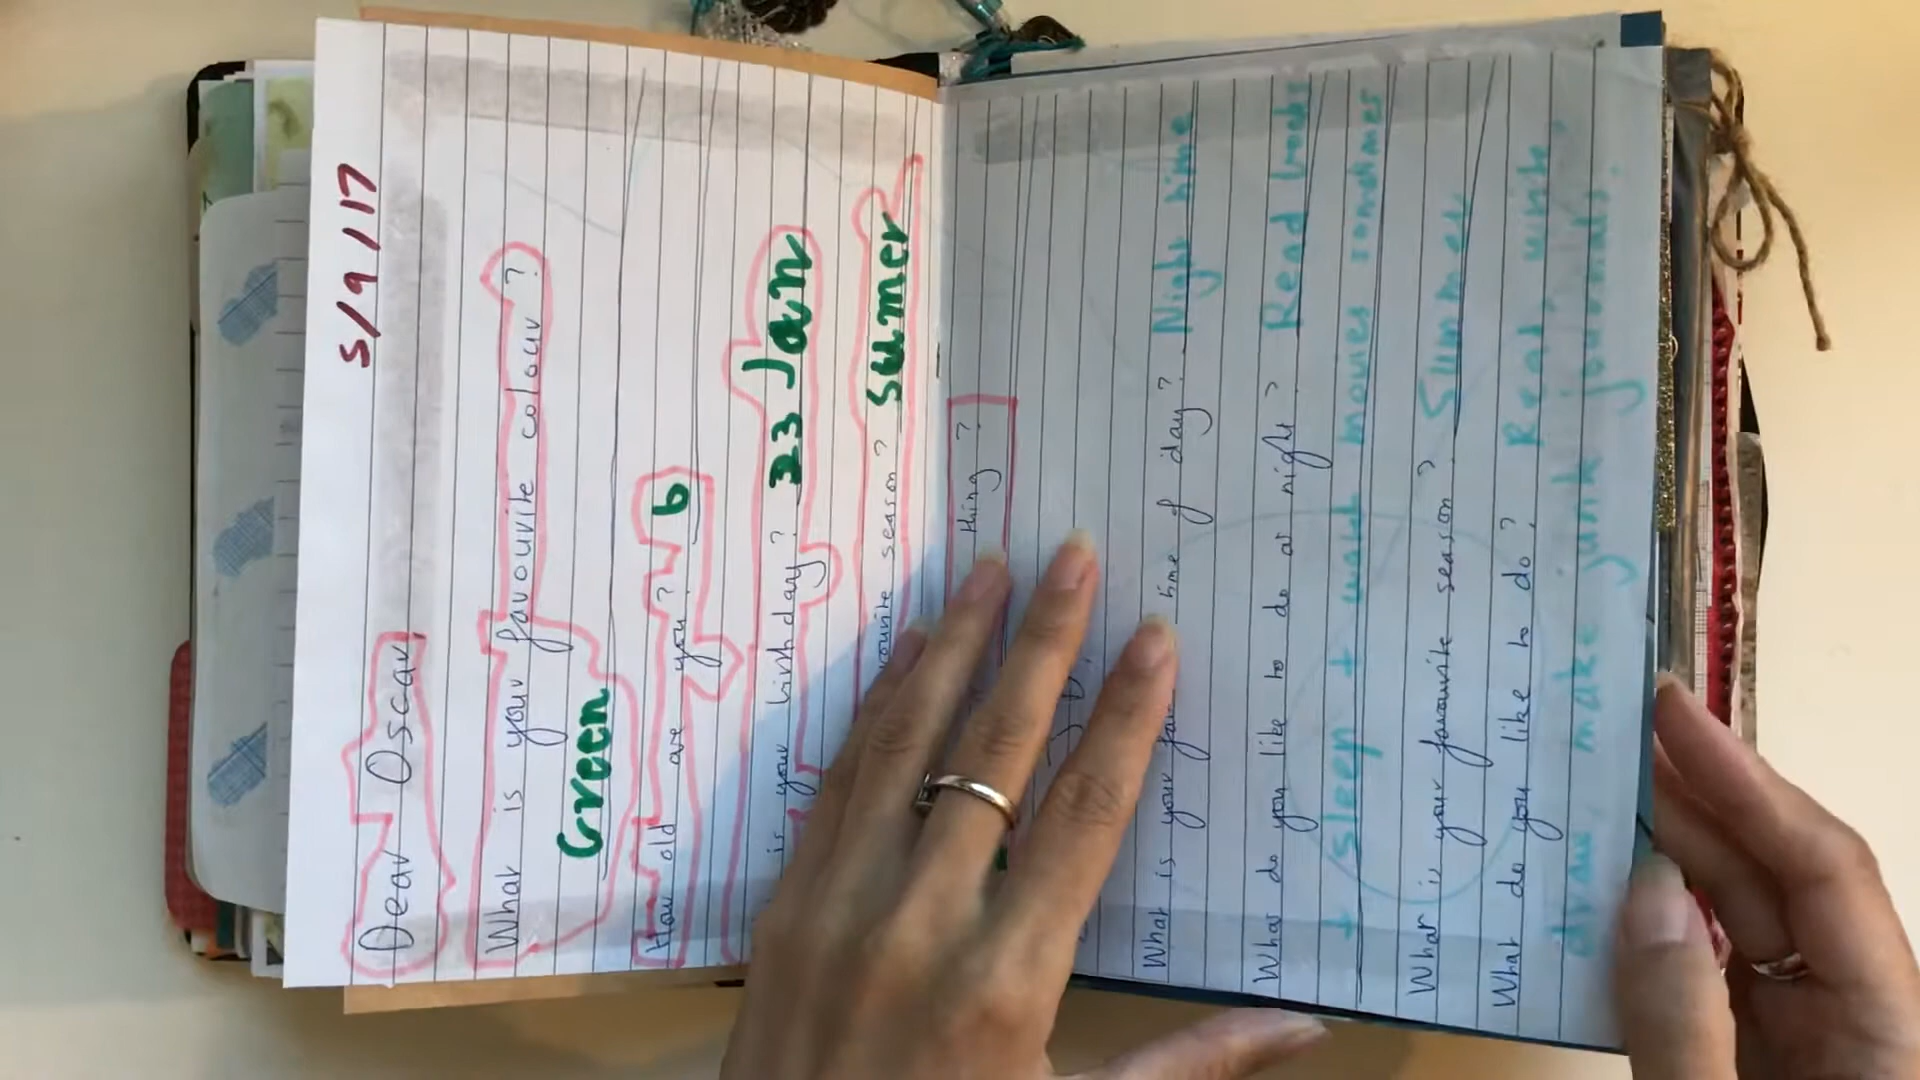 5/9/17
Dear Oscar,
What is your favourite colour?
Green
How old are you? 6
is your birthday? 23 Jan
season? Sumer
thing?
What is your time of day? Night time
What do you like to do at night? Read books
+ sleep + watch movies sometimes
What is your favourite season? Summer
What do you like to do? Read, write,
draw, make junk journals.